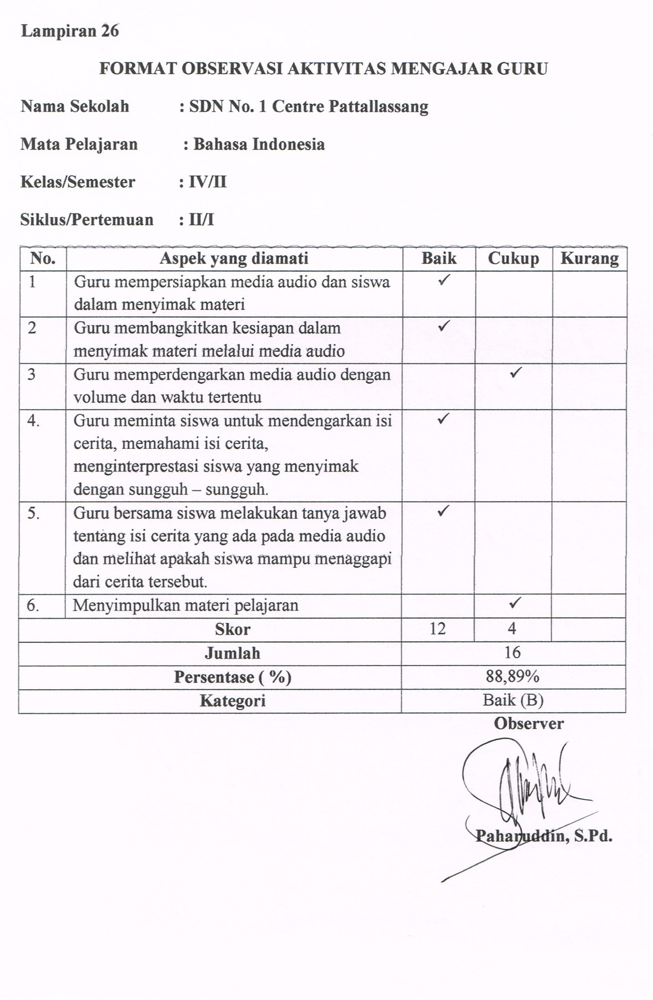 Lampiran 26
FORMAT OBSERVASI AKTIVITAS MENGAJAR GURU
Nama Sekolah : SDN No. 1 Centre Pattallassang
Mata Pelajaran : Bahasa Indonesia
Kelas/Semester : IV/II
Siklus/Pertemuan : II/I
No. Aspek yang diamati Baik Cukup Kurang
1 Guru mempersiapkan media audio dan siswa ✓
dalam menyimak materi
2 Guru membangkitkan kesiapan dalam ✓
menyimak materi melalui media audio
3 Guru memperdengarkan media audio dengan ✓
volume dan waktu tertentu
4. Guru meminta siswa untuk mendengarkan isi ✓
cerita, memahami isi cerita,
menginterprestasi siswa yang menyimak
dengan sungguh – sungguh.
5. Guru bersama siswa melakukan tanya jawab ✓
tentang isi cerita yang ada pada media audio
dan melihat apakah siswa mampu menaggapi
dari cerita tersebut.
6. Menyimpulkan materi pelajaran ✓
Skor 12 4
Jumlah 16
Persentase ( %) 88,89%
Kategori Baik (B)
Observer
Paharuddin, S.Pd.